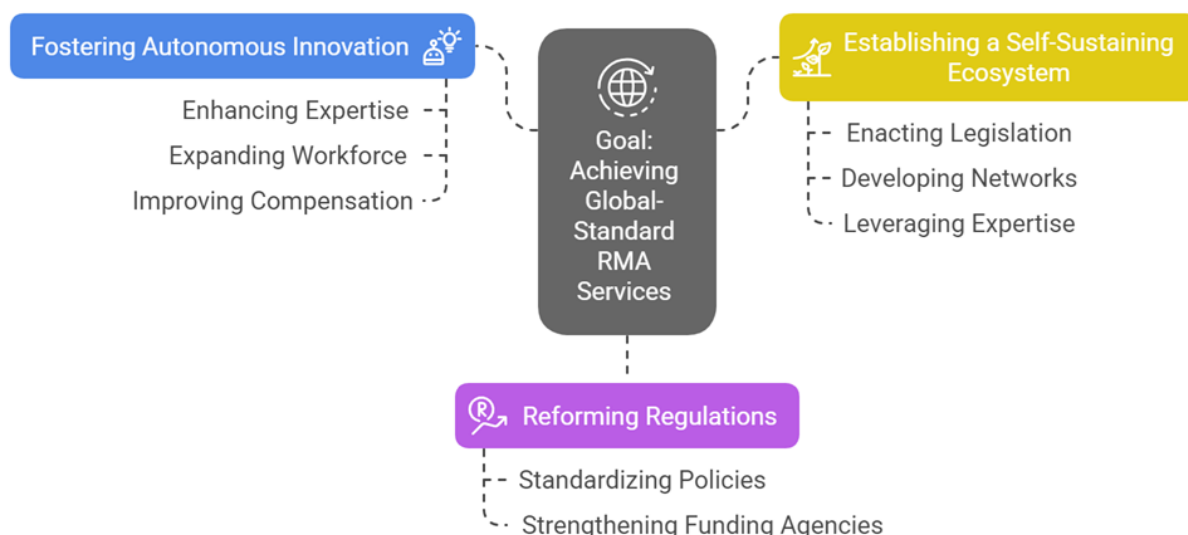 Fostering Autonomous Innovation
Enhancing Expertise
Expanding Workforce
Improving Compensation
Goal:
Achieving
Global-
Standard
RMA
Services
Establishing a Self-Sustaining
Ecosystem
Enacting Legislation
Developing Networks
Leveraging Expertise
R
Reforming Regulations
Standardizing Policies
Strengthening Funding Agencies